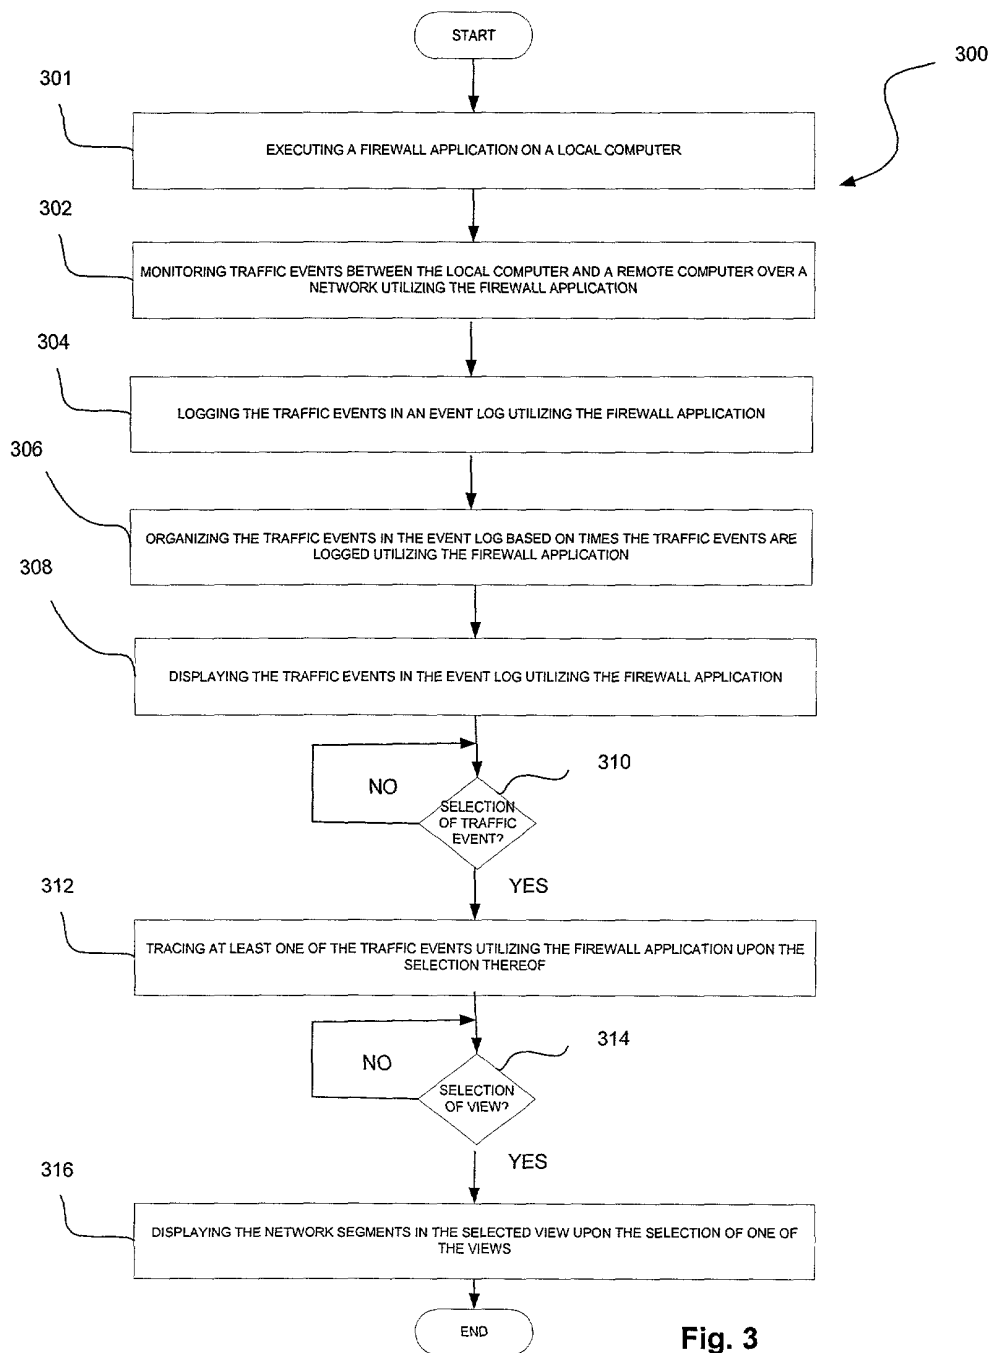 START
300
301
EXECUTING A FIREWALL APPLICATION ON A LOCAL COMPUTER
302
MONITORING TRAFFIC EVENTS BETWEEN THE LOCAL COMPUTER AND A REMOTE COMPUTER OVER A
NETWORK UTILIZING THE FIREWALL APPLICATION
304
LOGGING THE TRAFFIC EVENTS IN AN EVENT LOG UTILIZING THE FIREWALL APPLICATION
306
ORGANIZING THE TRAFFIC EVENTS IN THE EVENT LOG BASED ON TIMES THE TRAFFIC EVENTS ARE
LOGGED UTILIZING THE FIREWALL APPLICATION
308
DISPLAYING THE TRAFFIC EVENTS IN THE EVENT LOG UTILIZING THE FIREWALL APPLICATION
310
NO
SELECTION
OF TRAFFIC
EVENT?
YES
312
TRACING AT LEAST ONE OF THE TRAFFIC EVENTS UTILIZING THE FIREWALL APPLICATION UPON THE
SELECTION THEREOF
314
NO
SELECTION
OF VIEW?
YES
316
DISPLAYING THE NETWORK SEGMENTS IN THE SELECTED VIEW UPON THE SELECTION OF ONE OF
THE VIEWS
END
Fig. 3